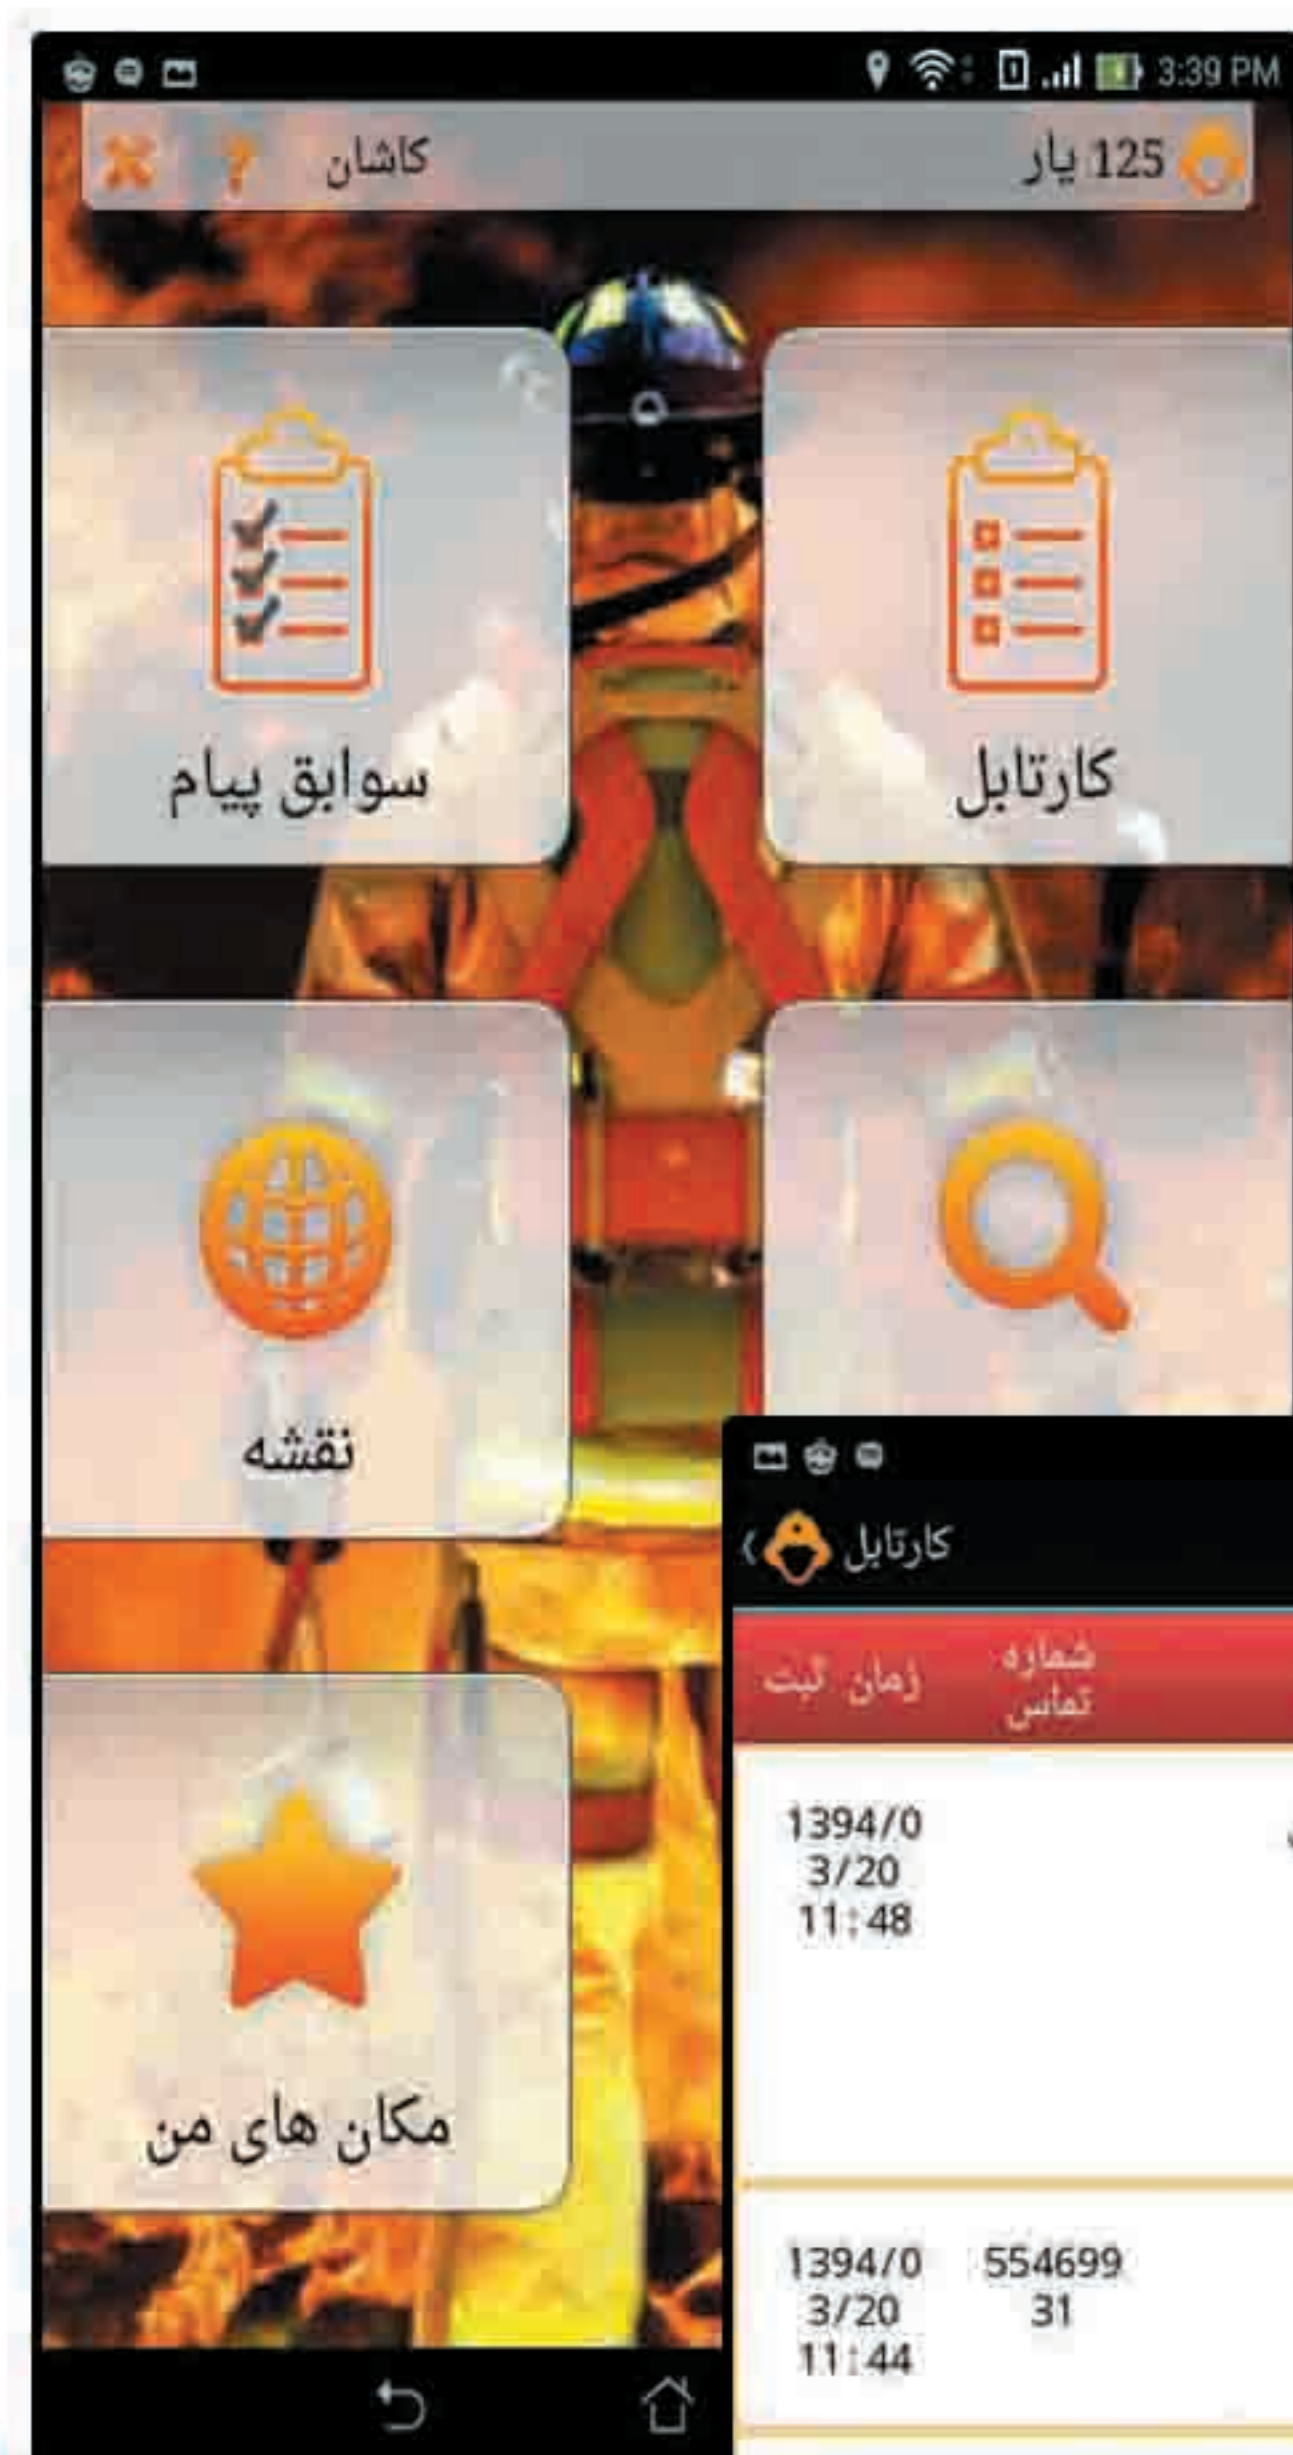 3:39 PM
125 یار
کاشان
?
کارتابل
سوابق پیام
نقشه
مکان های من
کارتابل
زمان ثبت
شماره
تماس
1394/0
3/20
11:48
1394/0
3/20
11:44
554699
31